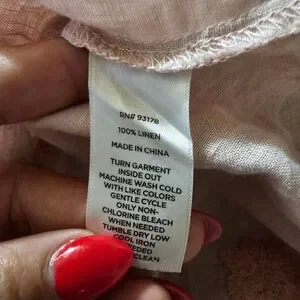 RN# 93178
100% LINEN
MADE IN CHINA
TURN GARMENT
INSIDE OUT
MACHINE WASH COLD
WITH LIKE COLORS
GENTLE CYCLE
ONLY NON-
CHLORINE BLEACH
WHEN NEEDED
TUMBLE DRY LOW
COOL IRON
EEDED
CLEAN